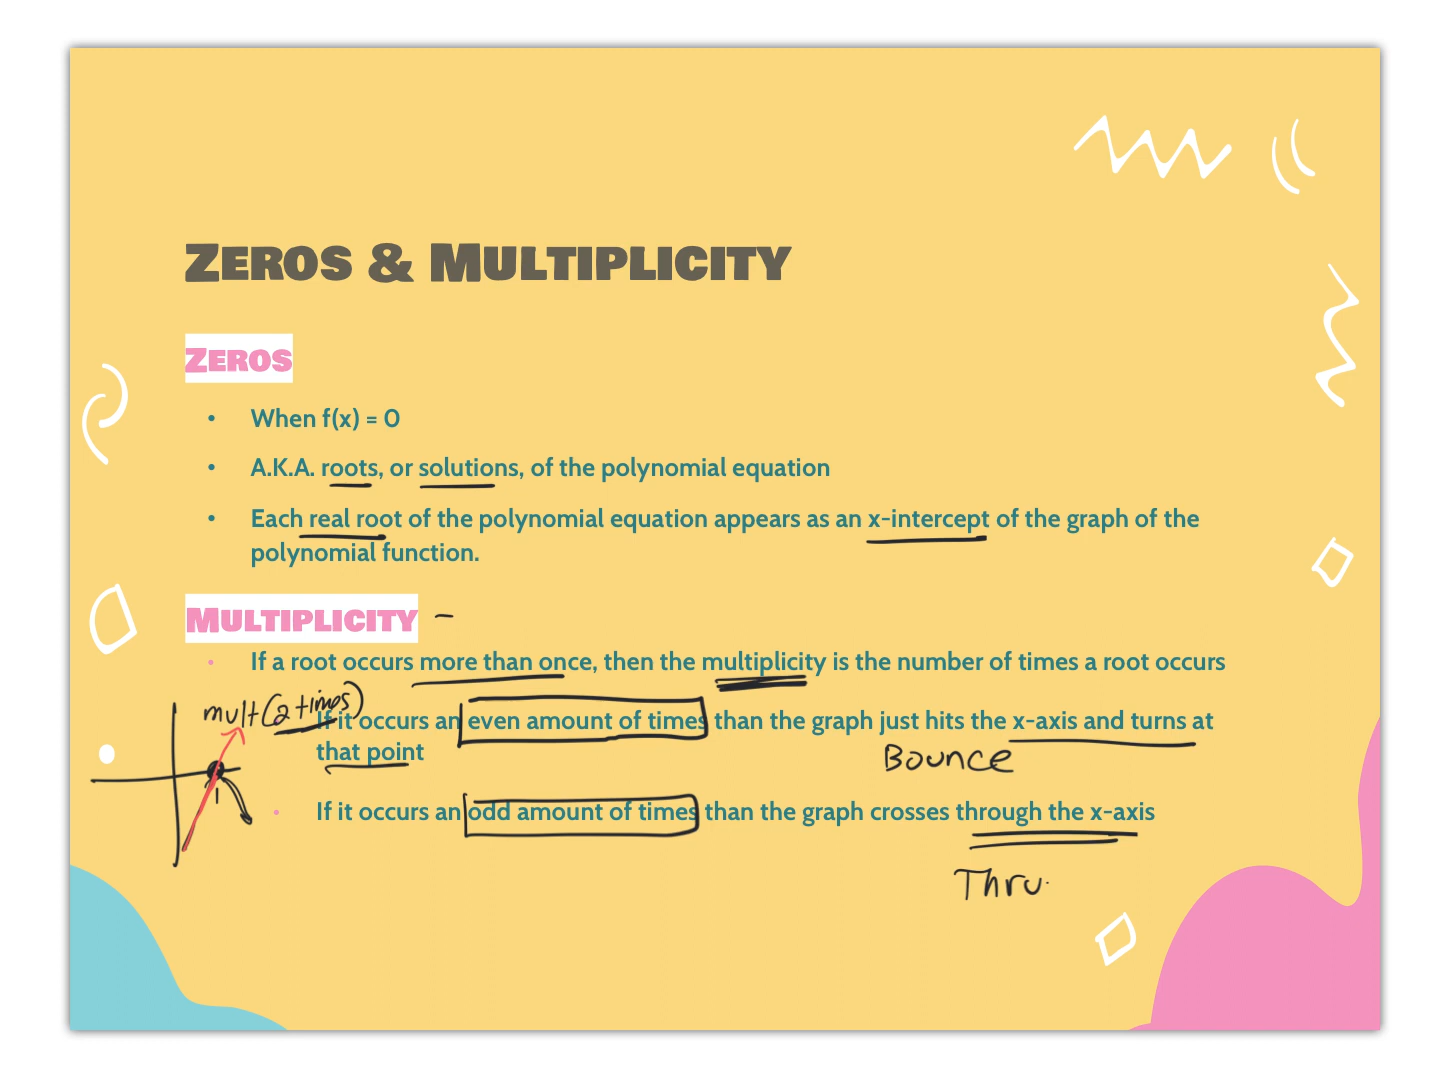 ZEROS & MULTIPLICITY
ZEROS
• When f(x) = 0
• A.K.A. roots, or solutions, of the polynomial equation
• Each real root of the polynomial equation appears as an x-intercept of the graph of the
polynomial function.
MULTIPLICITY –
• If a root occurs more than once, then the multiplicity is the number of times a root occurs
mult(2 times)
If it occurs an even amount of times than the graph just hits the x-axis and turns at
that point
Bounce
1
• If it occurs an odd amount of times than the graph crosses through the x-axis
Thru